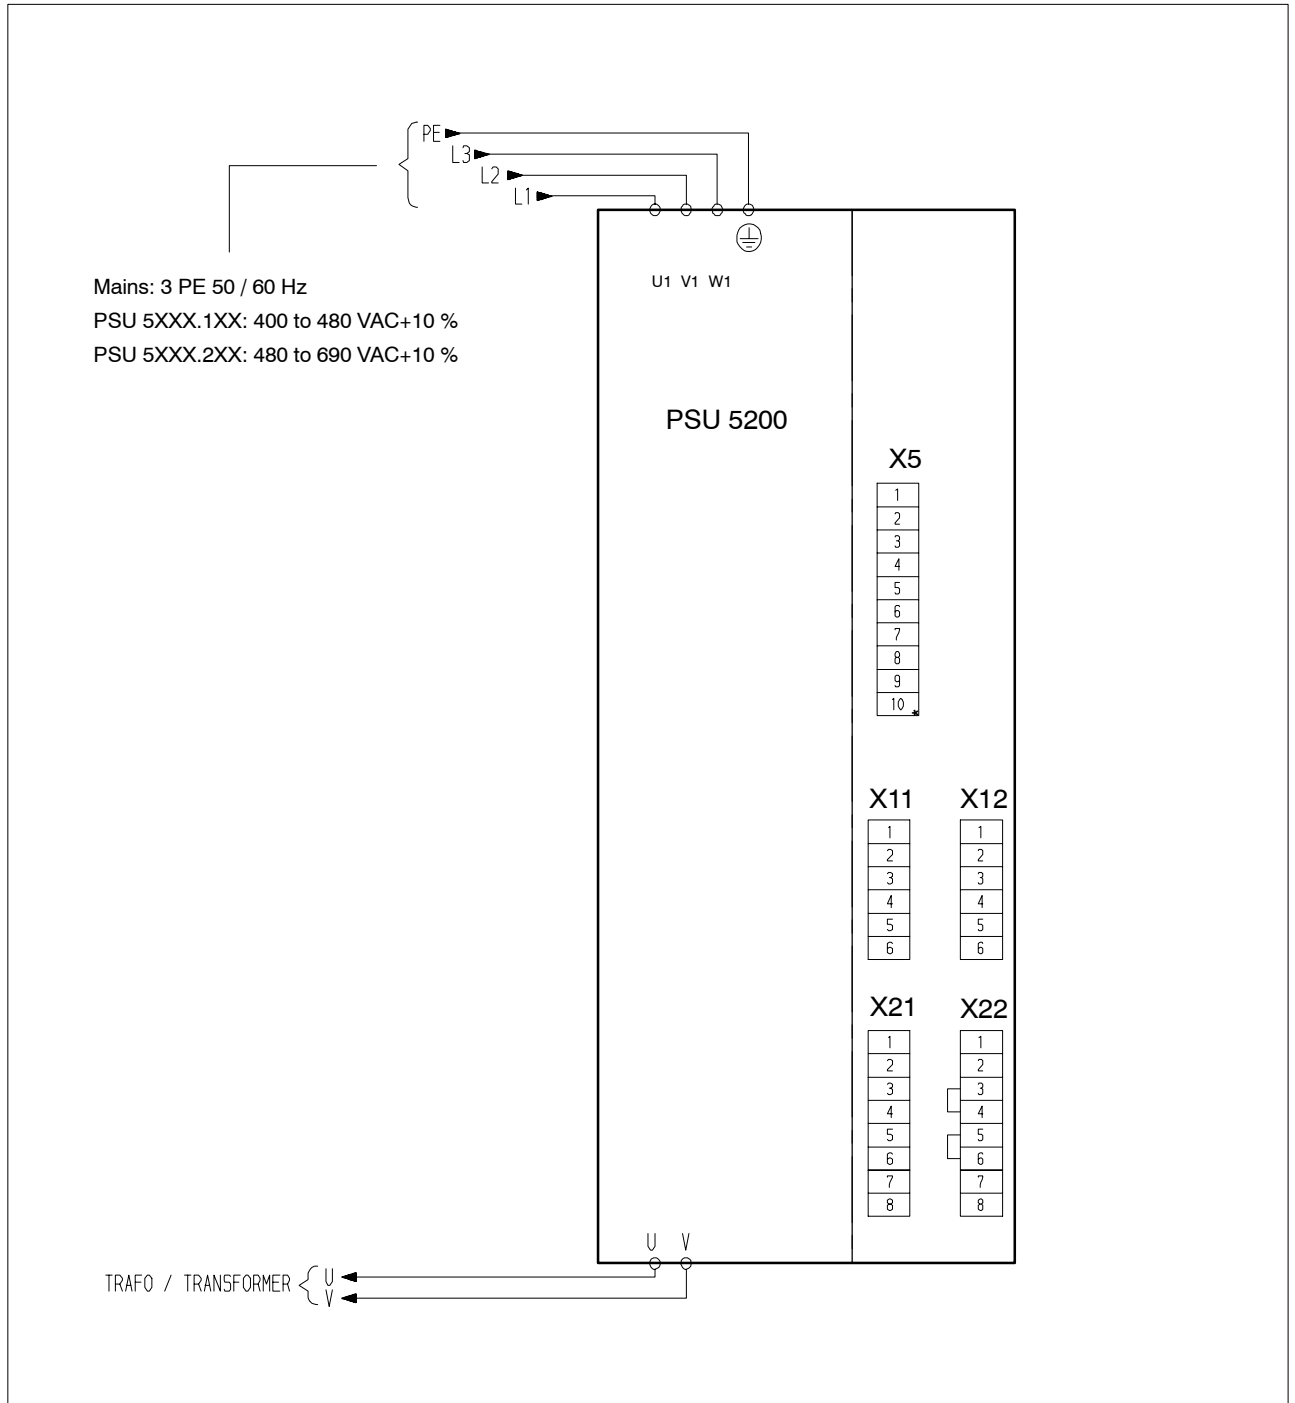 PE
L3
L2
L1
U1 V1 W1
Mains: 3 PE 50 / 60 Hz
PSU 5XXX.1XX: 400 to 480 VAC+10 %
PSU 5XXX.2XX: 480 to 690 VAC+10 %
PSU 5200
X5
1
2
3
4
5
6
7
8
9
10 *
X11 X12
1 1
2 2
3 3
4 4
5 5
6 6
X21 X22
1 1
2 2
3 3
4 4
5 5
6 6
7 7
8 8
U V
TRAFO / TRANSFORMER U
V